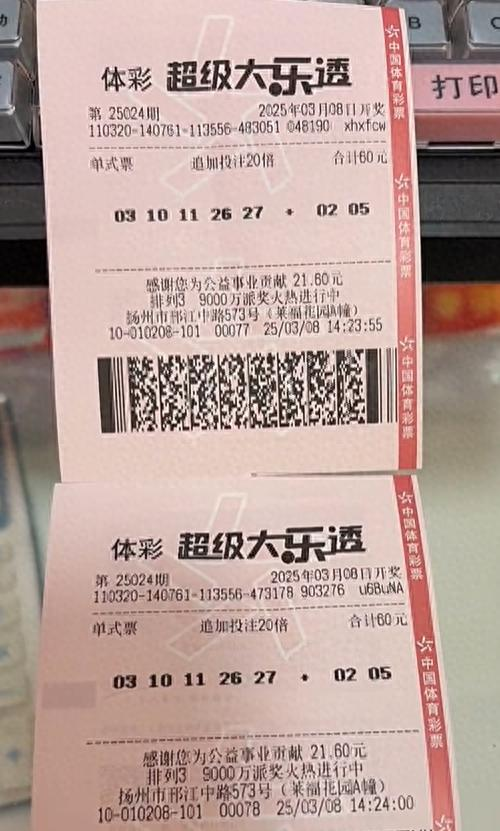 B
C
打印
体彩 超级大乐透
第 25024期 2025年03月08日开奖
110320-140761-113556-483051 048190 xhxfcw
单式票 追加投注20倍 合计60元
03 10 11 26 27 + 02 05
感谢您为公益事业贡献 21.60元
排列3 9000万派奖火热进行中
扬州市邗江中路573号(莱福花园A幢)
10-010208-101 00077 25/03/08 14:23:55
中国体育彩票
中国体育彩票
中国体育彩票
体彩 超级大乐透
第 25024期 2025年03月08日开奖
110320-140761-113556-473178 903276 u68uNA
单式票 追加投注20倍 合计60元
03 10 11 26 27 + 02 05
感谢您为公益事业贡献 21.60元
排列3 9000万派奖火热进行中
扬州市邗江中路573号(莱福花园A幢)
10-010208-101 00078 25/03/08 14:24:00
中国体育彩票
中国体育彩票